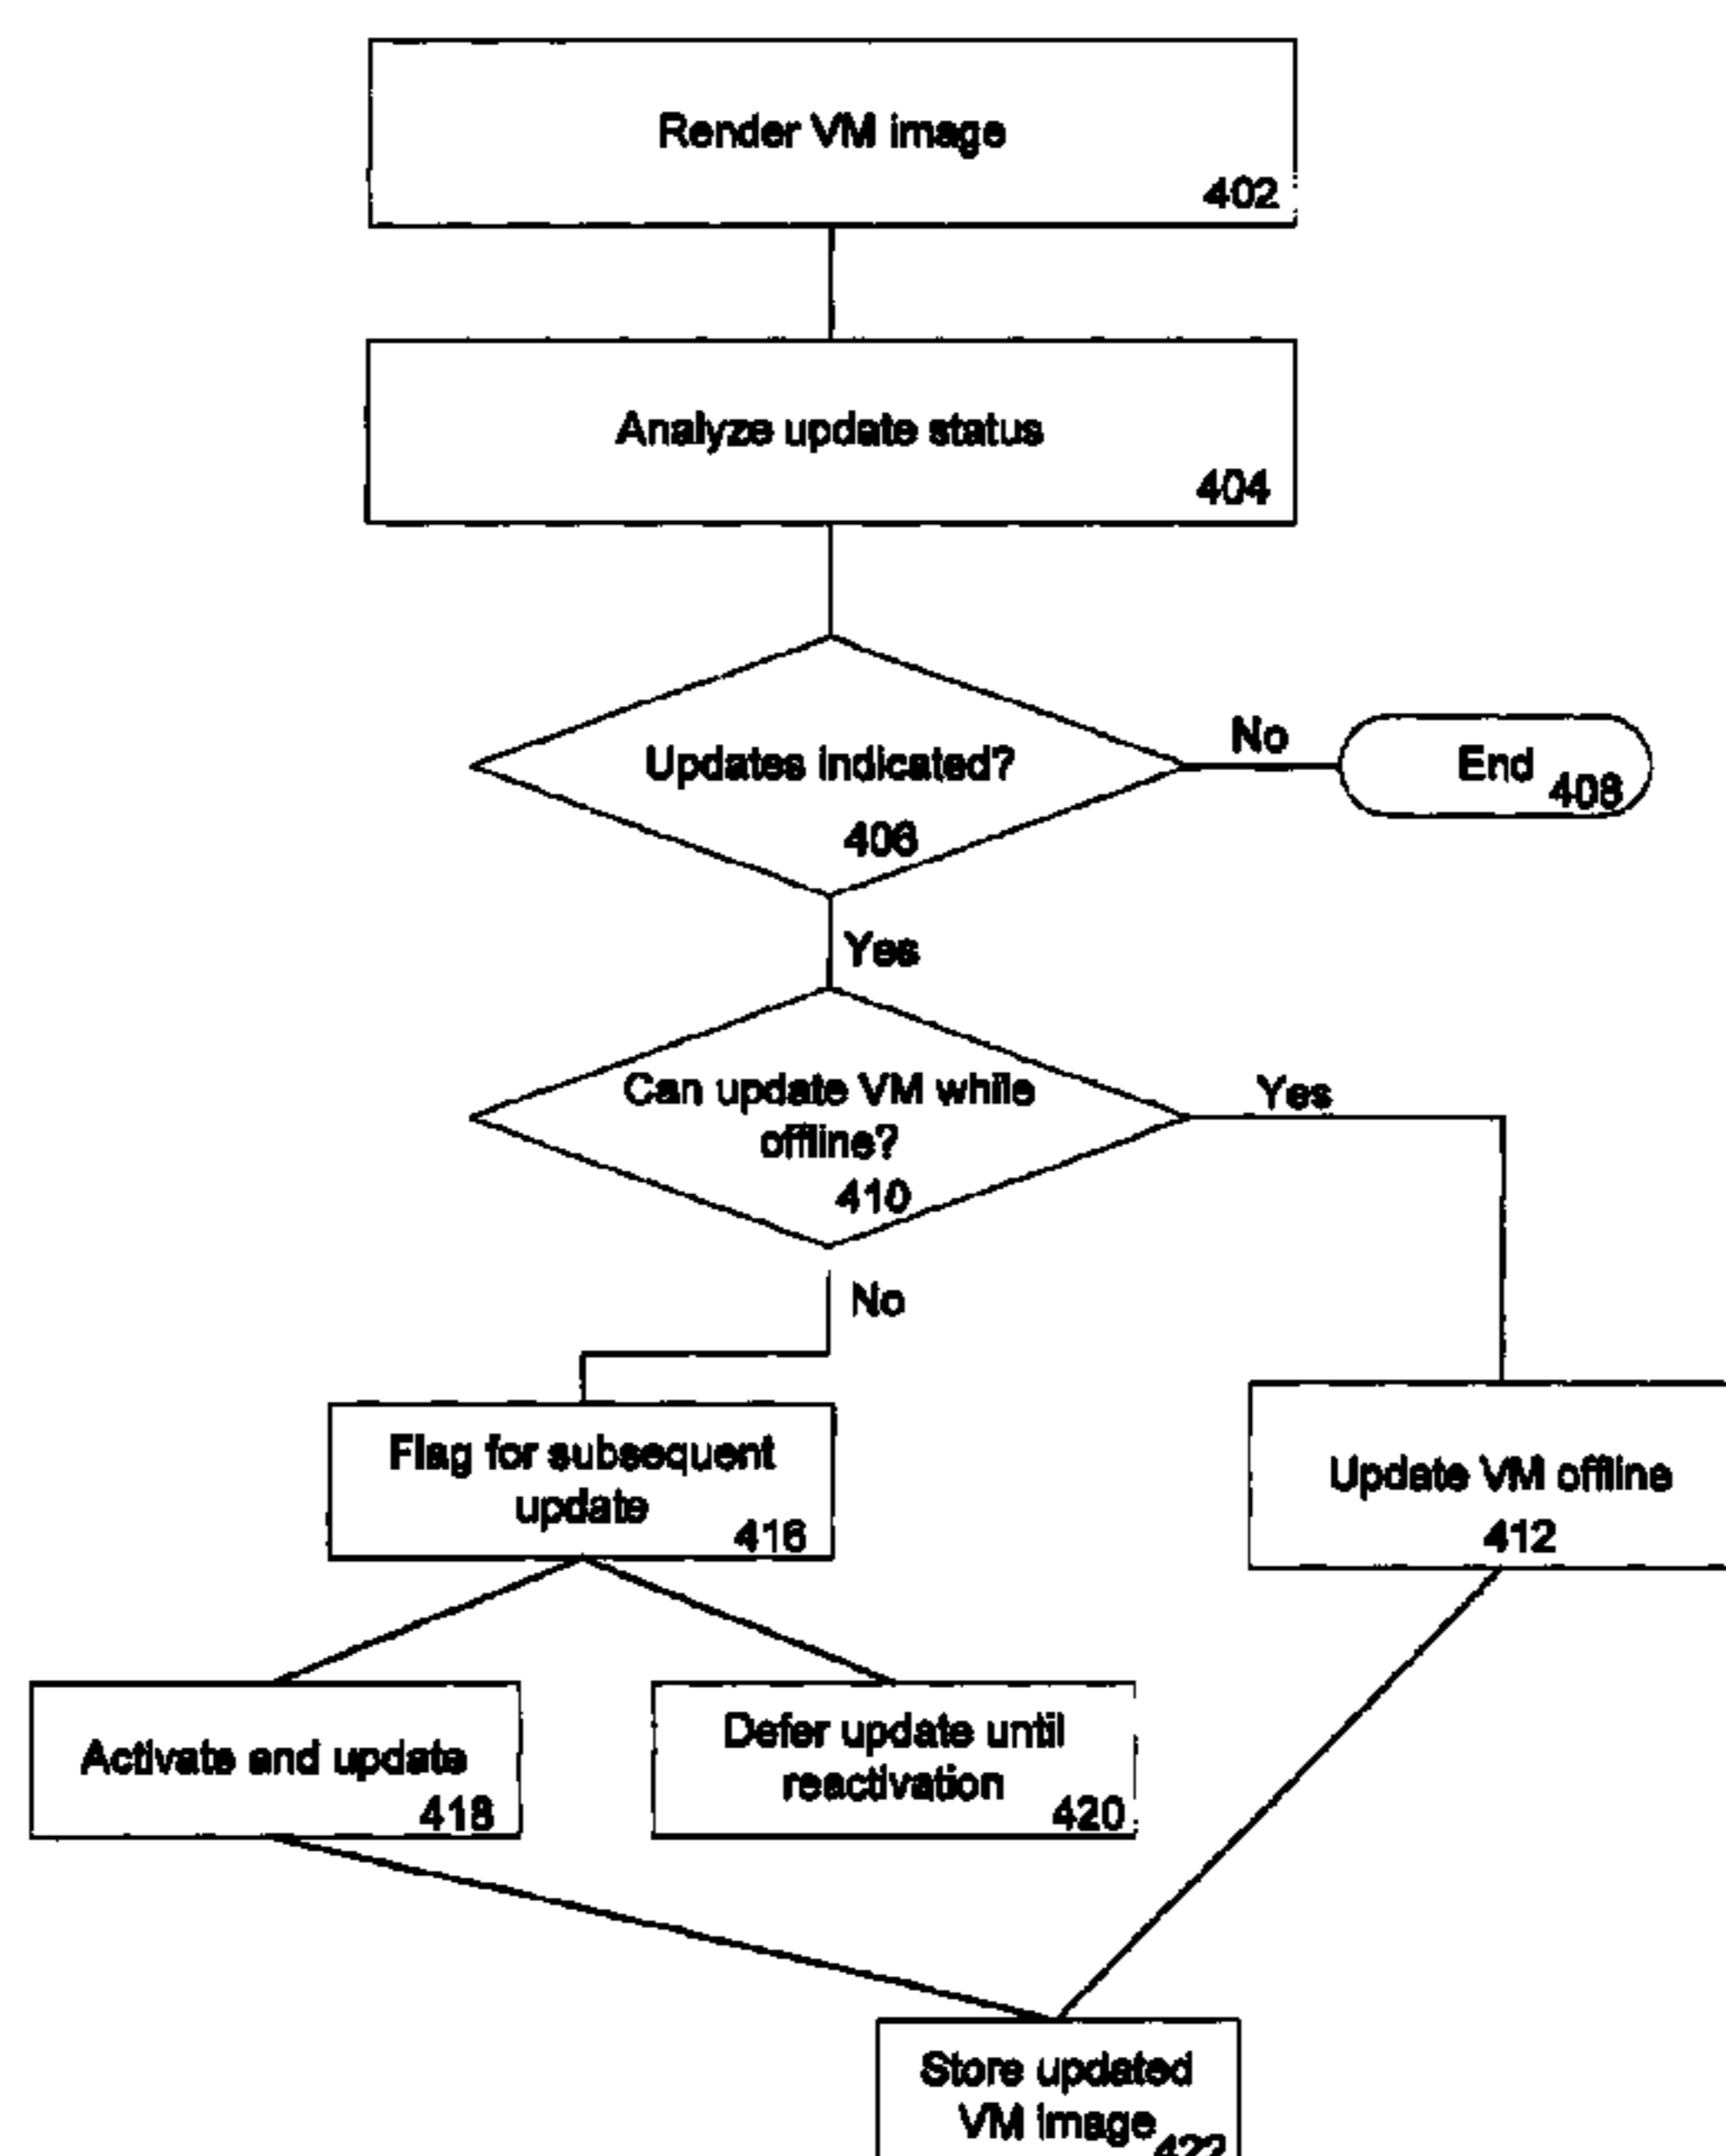 Render VM image
402
Analyze update status
404
Updates indicated?
406
No
End
408
Yes
Can update VM while
offline?
410
Yes
No
Flag for subsequent
update
416
Update VM offline
412
Activate and update
418
Defer update until
reactivation
420
Store updated
VM image
422